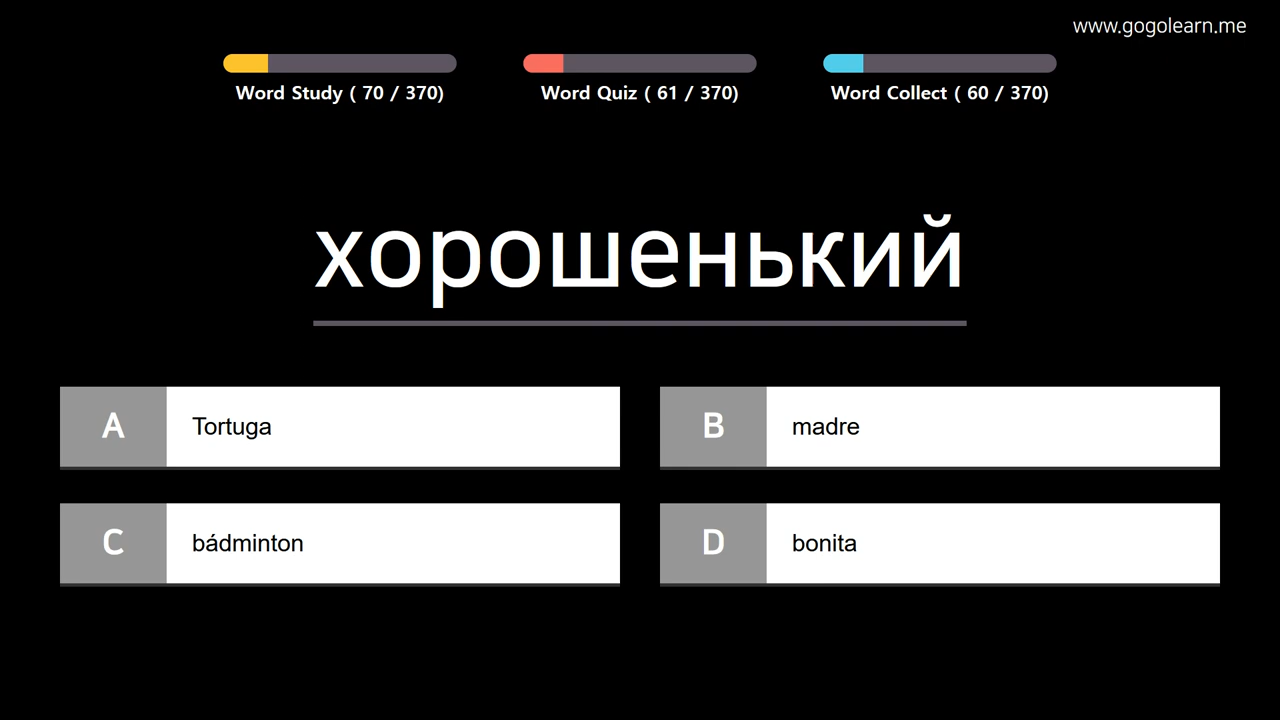 www.gogolearn.me
Word Study ( 70 / 370)
Word Quiz ( 61 / 370)
Word Collect ( 60 / 370)
хорошенький
A Tortuga
B madre
C bádminton
D bonita